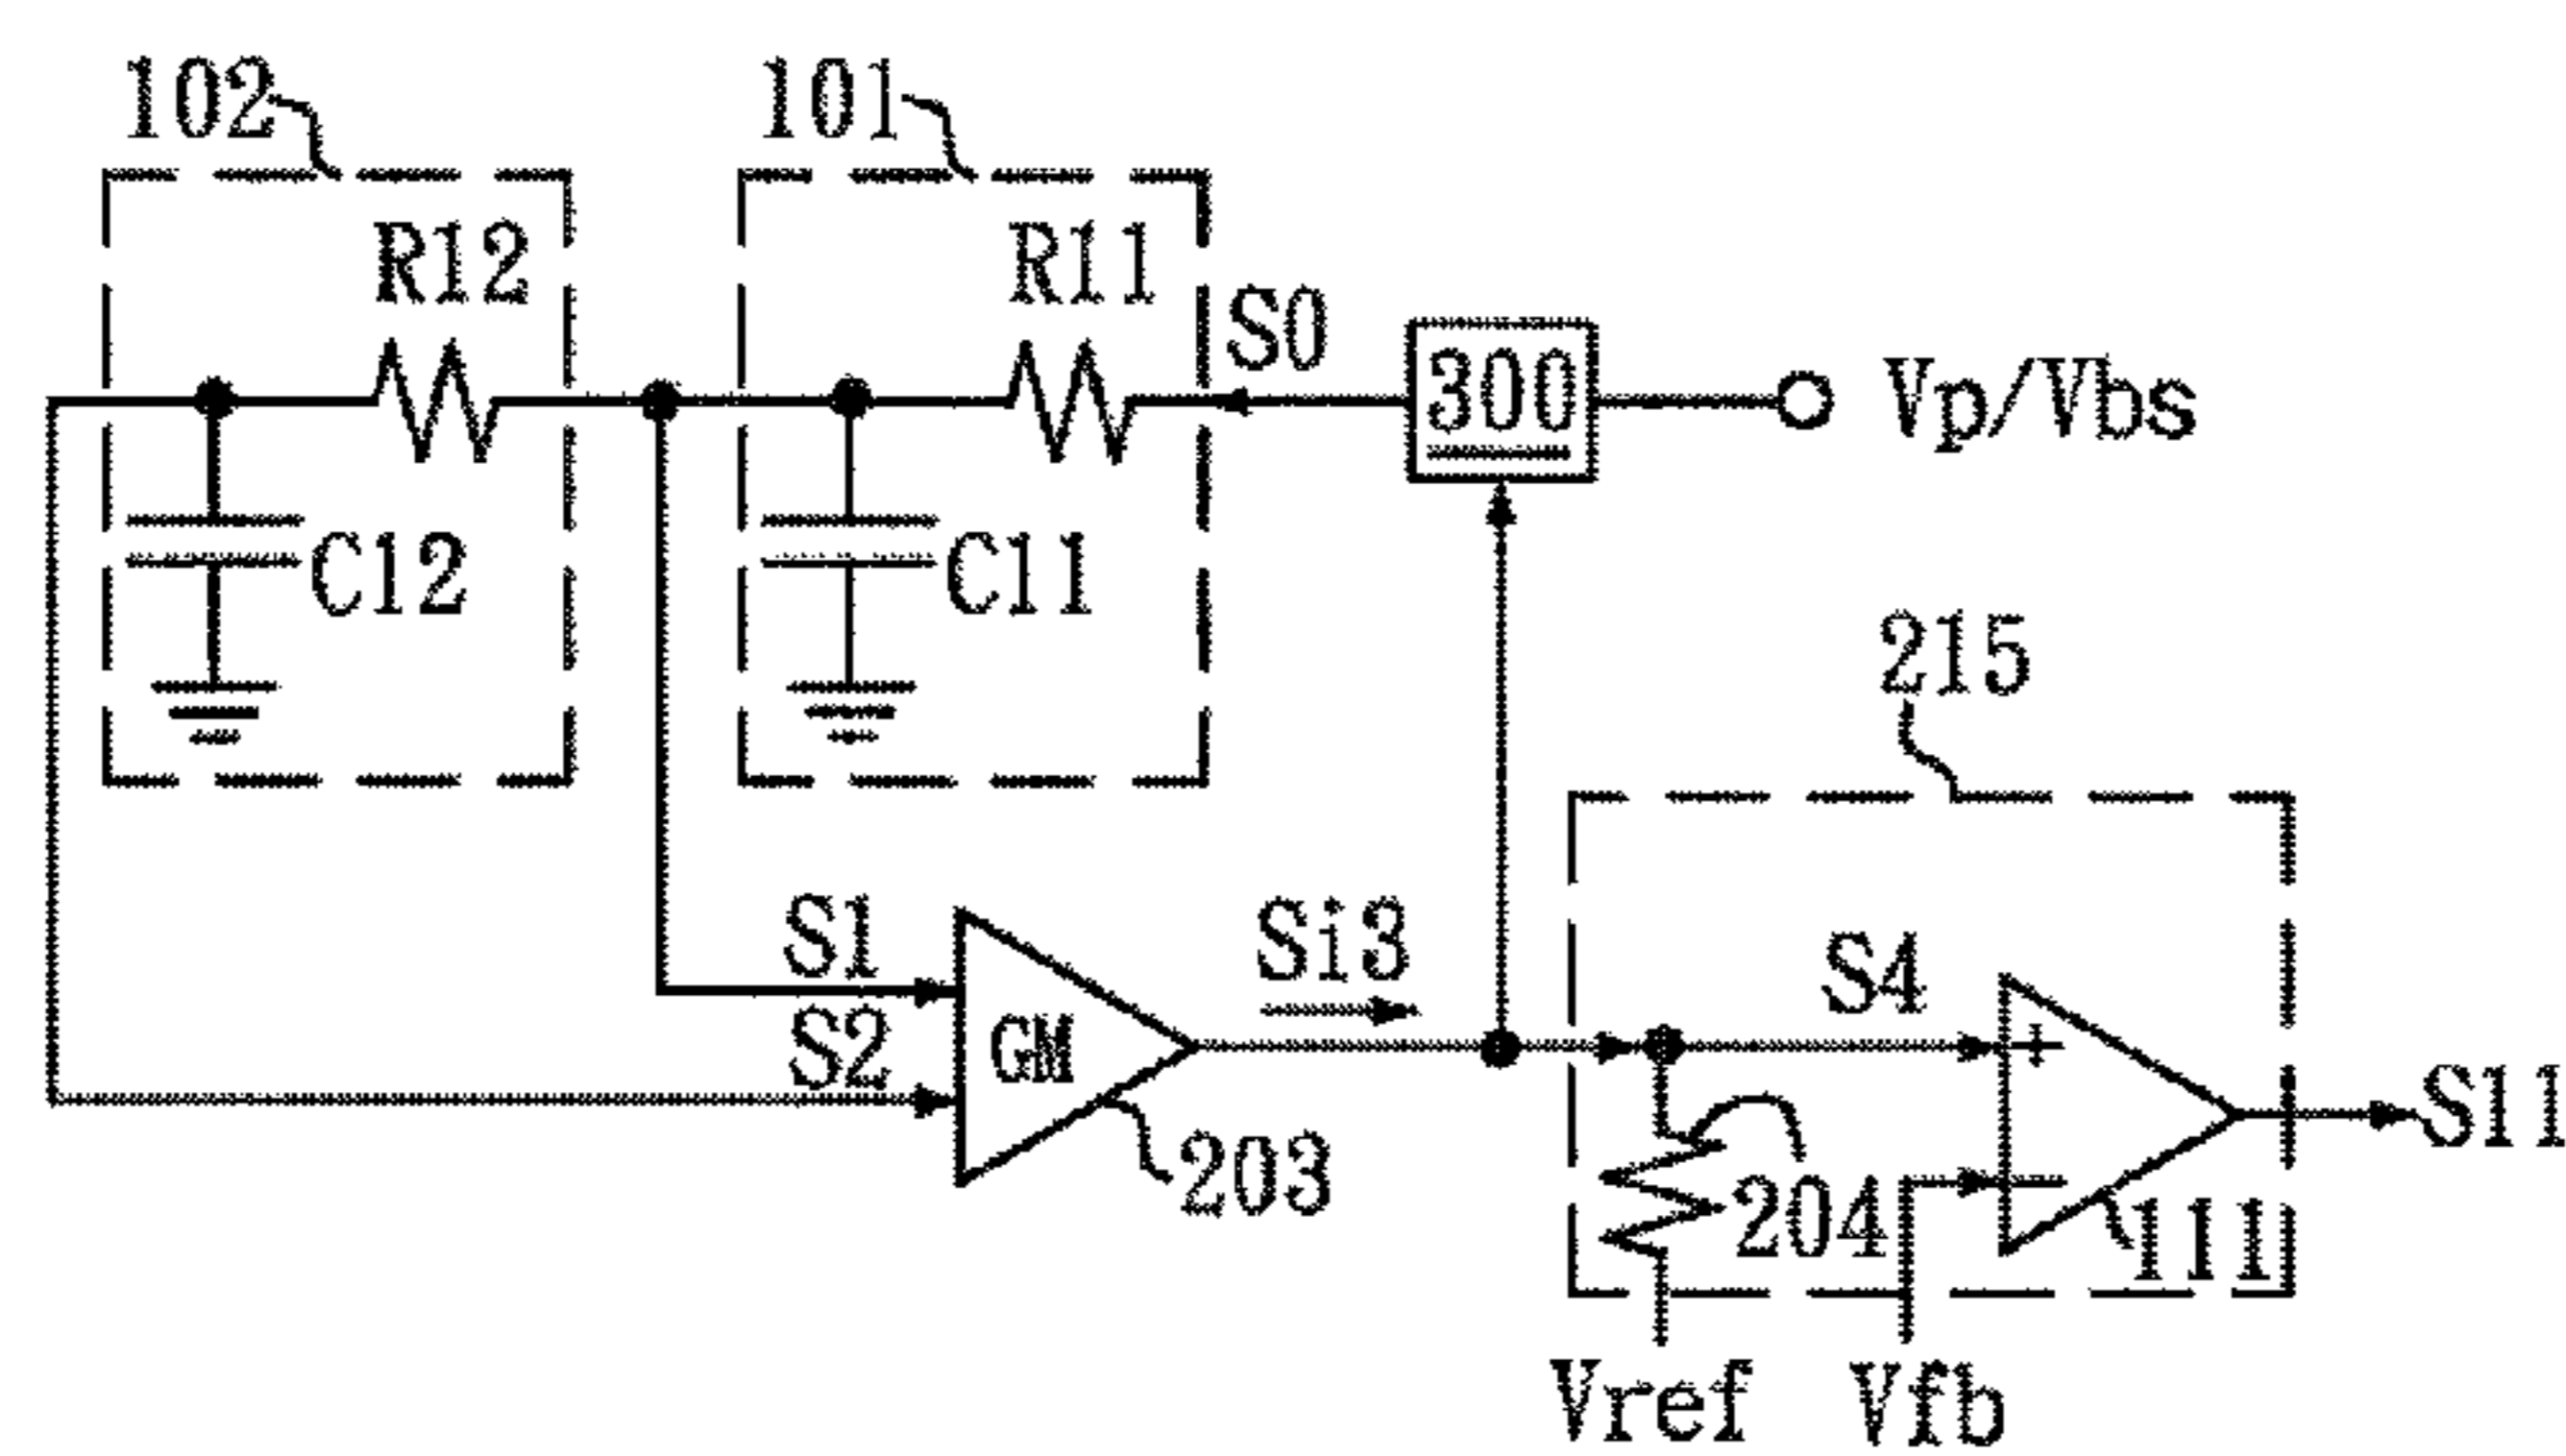 102
101
R12
R11
S0
300
Vp/Vbs
C12
C11
215
S1
Si3
S4
S2
GM
+
S11
203
204
−
111
Vref
Vfb